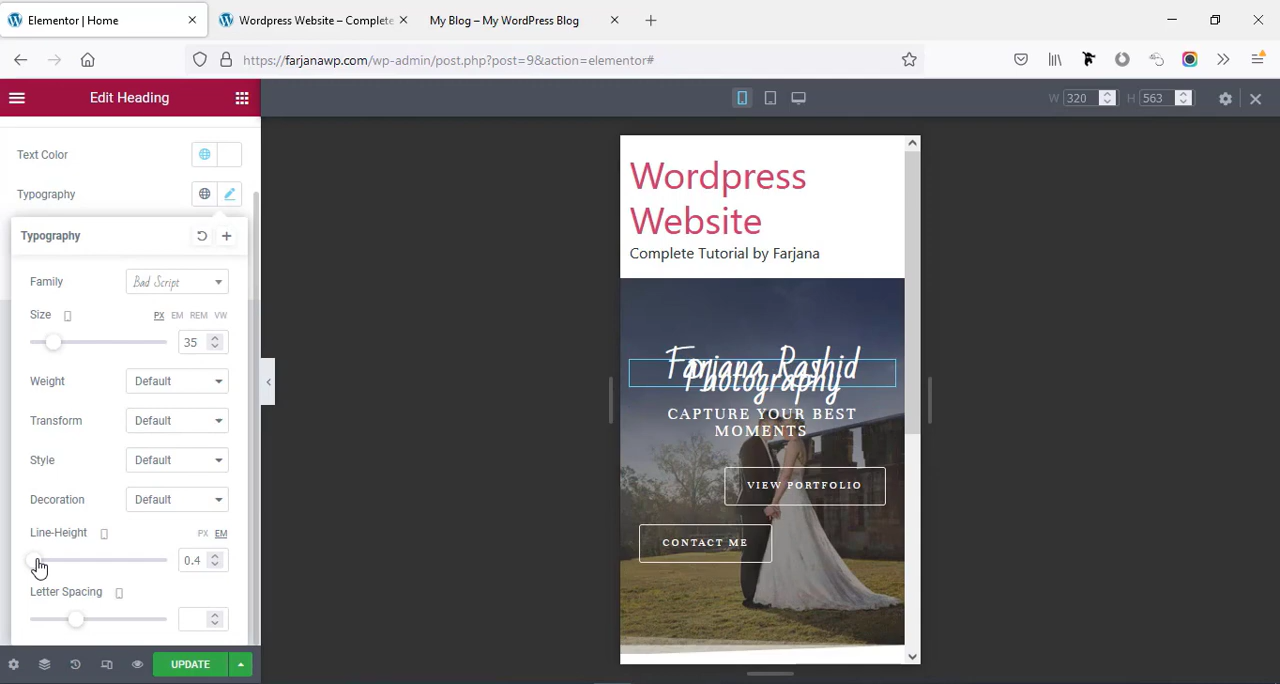 Elementor | Home
Wordpress Website – Complete
My Blog – My WordPress Blog
https://farjanawp.com/wp-admin/post.php?post=9&action=elementor#
Edit Heading
W 320 H 563
Text Color
Typography
Typography
Family Bad Script
Size PX EM REM VW
35
Weight Default
Transform Default
Style Default
Decoration Default
Line-Height PX EM
0.4
Letter Spacing
UPDATE
Wordpress
Website
Complete Tutorial by Farjana
Farjana Rashid
Photography
CAPTURE YOUR BEST
MOMENTS
VIEW PORTFOLIO
CONTACT ME